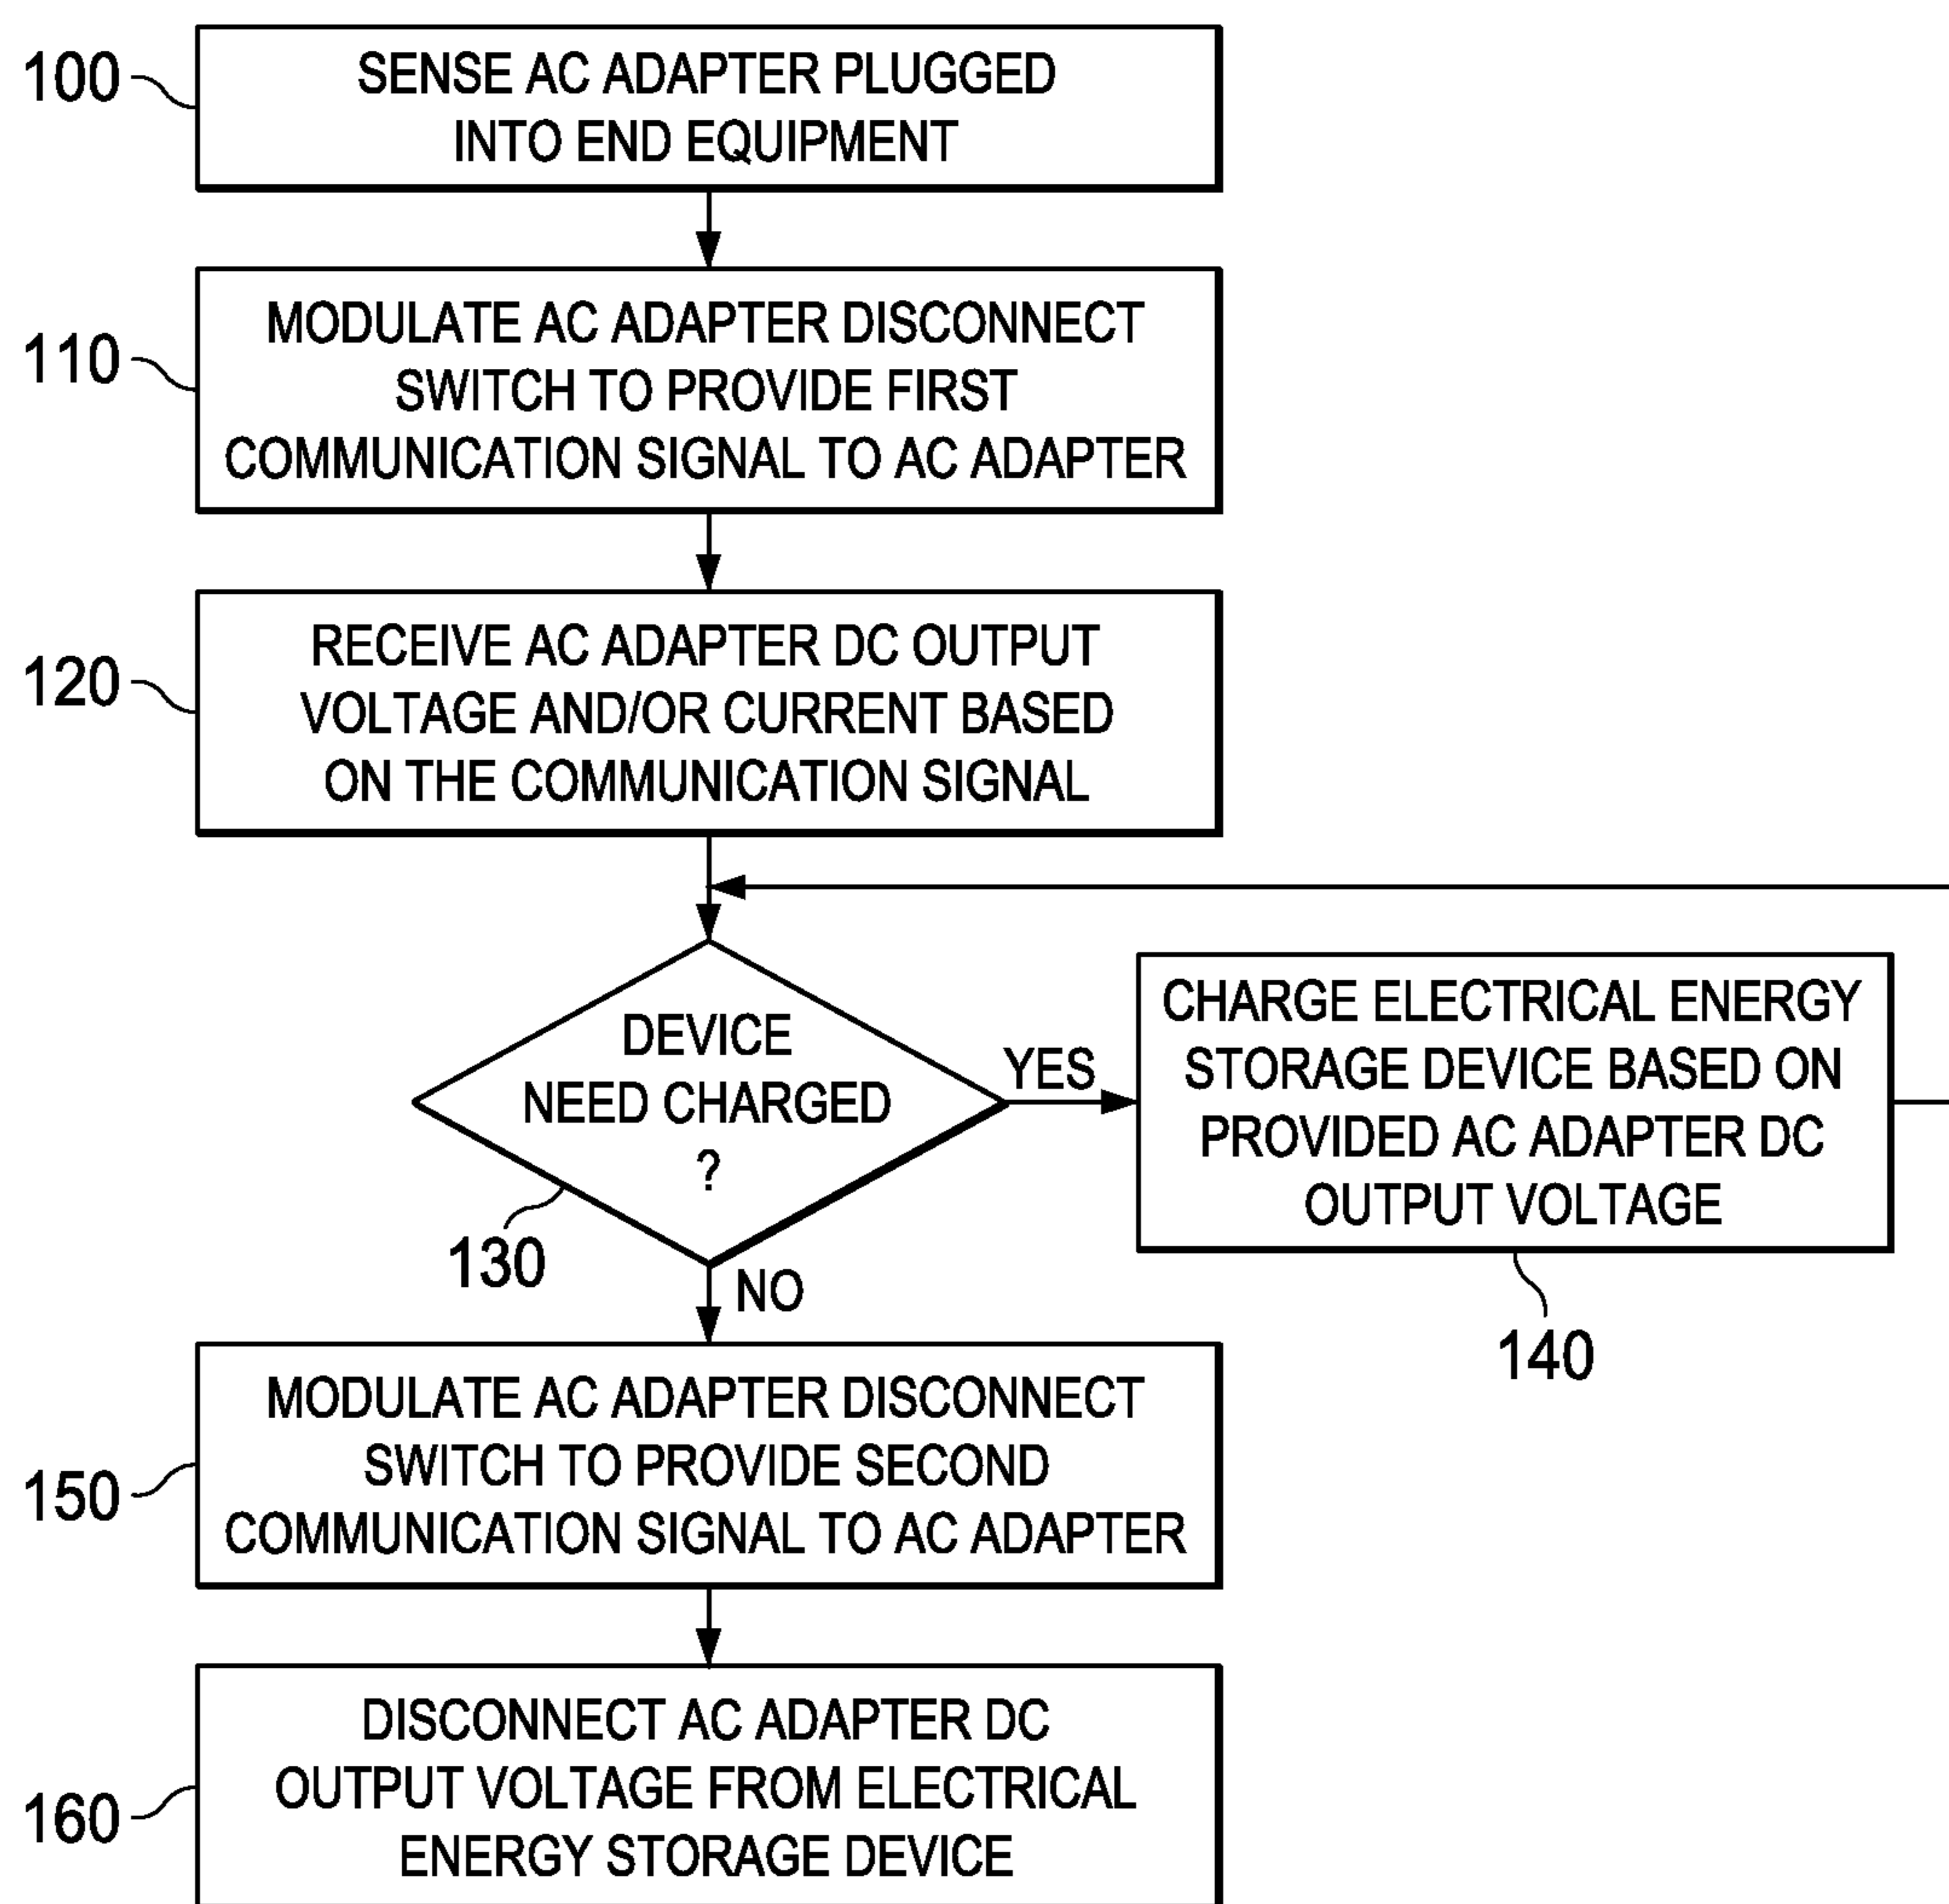 100
SENSE AC ADAPTER PLUGGED
INTO END EQUIPMENT
110
MODULATE AC ADAPTER DISCONNECT
SWITCH TO PROVIDE FIRST
COMMUNICATION SIGNAL TO AC ADAPTER
120
RECEIVE AC ADAPTER DC OUTPUT
VOLTAGE AND/OR CURRENT BASED
ON THE COMMUNICATION SIGNAL
DEVICE
NEED CHARGED
?
130
YES
CHARGE ELECTRICAL ENERGY
STORAGE DEVICE BASED ON
PROVIDED AC ADAPTER DC
OUTPUT VOLTAGE
140
NO
150
MODULATE AC ADAPTER DISCONNECT
SWITCH TO PROVIDE SECOND
COMMUNICATION SIGNAL TO AC ADAPTER
160
DISCONNECT AC ADAPTER DC
OUTPUT VOLTAGE FROM ELECTRICAL
ENERGY STORAGE DEVICE